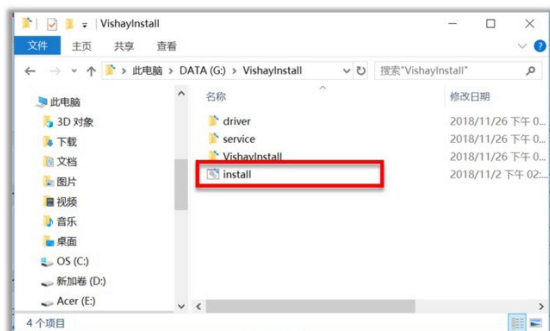 VishayInstall
文件 主页 共享 查看
此电脑 > DATA (G:) > VishayInstall 搜索"VishayInstall"
此电脑
3D 对象
下载
文档
图片
视频
音乐
桌面
OS (C:)
新加卷 (D:)
Acer (E:)
名称 修改日期
driver 2018/11/26 下午 0...
service 2018/11/26 下午 0...
VishayInstall 2018/11/26 下午 0...
install 2018/11/2 下午 02:...
4 个项目